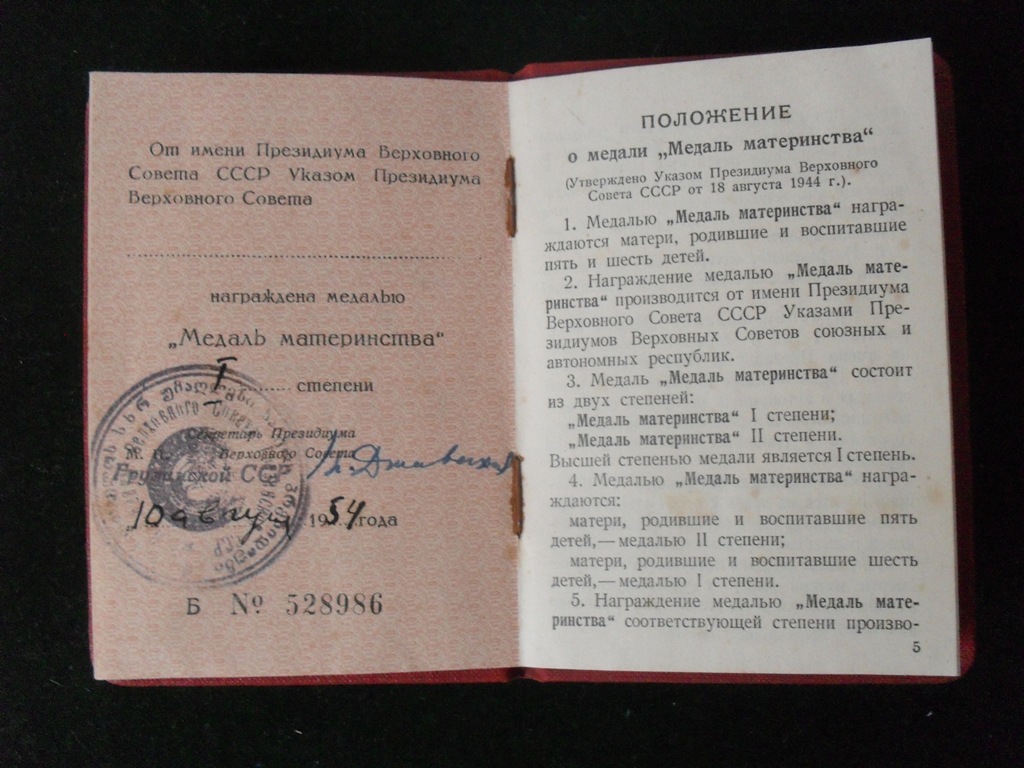 От имени Президиума Верховного
Совета СССР Указом Президиума
Верховного Совета
награждена медалью
„Медаль материнства“
I степени
Секретарь Президиума
М. П. Верховного Совета
Грузинской ССР
„10 август 1954 года
Б № 528986
ПОЛОЖЕНИЕ
о медали „Медаль материнства“
(Утверждено Указом Президиума Верховного
Совета СССР от 18 августа 1944 г.).
1. Медалью „Медаль материнства“ награ-
ждаются матери, родившие и воспитавшие
пять и шесть детей.
2. Награждение медалью „Медаль мате-
ринства“ производится от имени Президиума
Верховного Совета СССР Указами Пре-
зидиумов Верховных Советов союзных и
автономных республик.
3. Медаль „Медаль материнства“ состоит
из двух степеней:
„Медаль материнства“ I степени;
„Медаль материнства“ II степени.
Высшей степенью медали является I степень.
4. Медалью „Медаль материнства“ награ-
ждаются:
матери, родившие и воспитавшие пять
детей,— медалью II степени;
матери, родившие и воспитавшие шесть
детей,— медалью I степени.
5. Награждение медалью „Медаль мате-
ринства“ соответствующей степени произво-
5